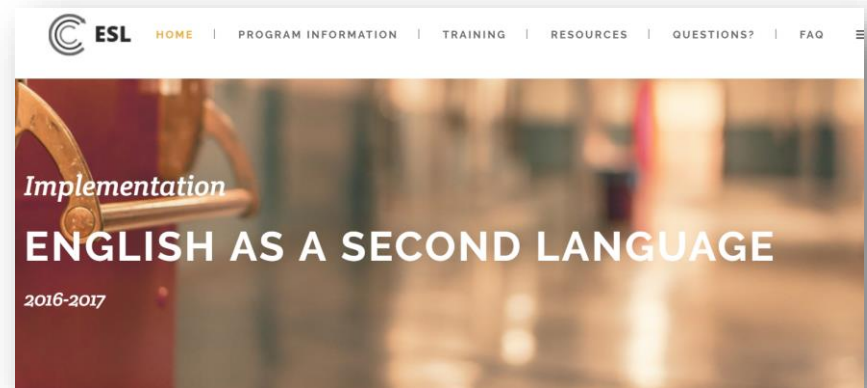 ESL HOME | PROGRAM INFORMATION | TRAINING | RESOURCES | QUESTIONS? | FAQ
Implementation
ENGLISH AS A SECOND LANGUAGE
2016-2017